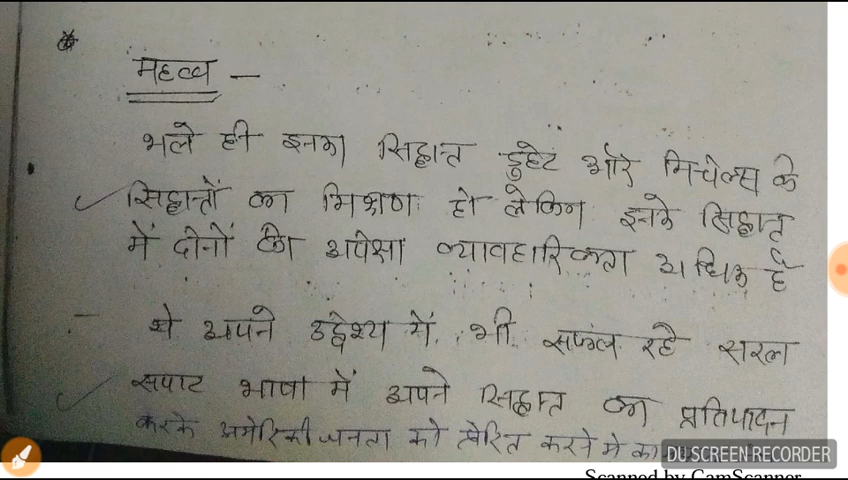 महत्व –
भले ही इनका सिद्धान्त डुहेट और मिचेल्स के
सिद्धान्तों का मिश्रण हो लेकिन इनके सिद्धान्त
में दोनों की अपेक्षा व्यावहारिकता अधिक है
– ये अपने उद्देश्य में भी सफल रहे सरल
सपाट भाषा में अपने सिद्धान्त का प्रतिपादन
करके अमेरिकी जनता को प्रेरित करने मे
DU SCREEN RECORDER
Scanned by CamScanner